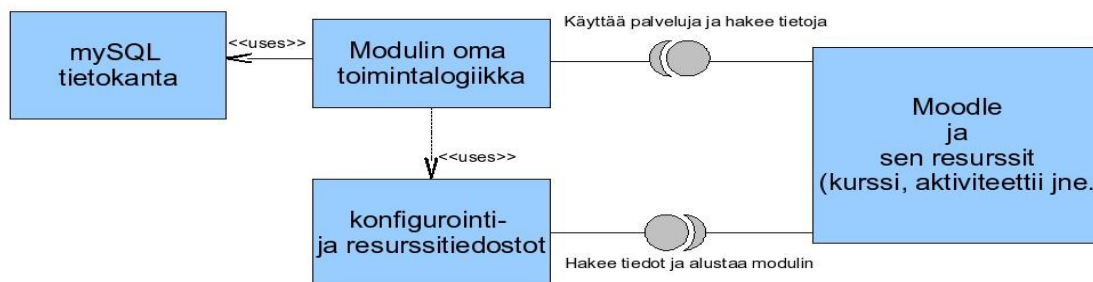 mySQL
tietokanta
<<uses>>
Modulin oma
toimintalogiikka
Käyttää palveluja ja hakee tietoja
Moodle
ja
sen resurssit
(kurssi, aktiviteettii jne.
<<uses>>
konfigurointi-
ja resurssitiedostot
Hakee tiedot ja alustaa modulin